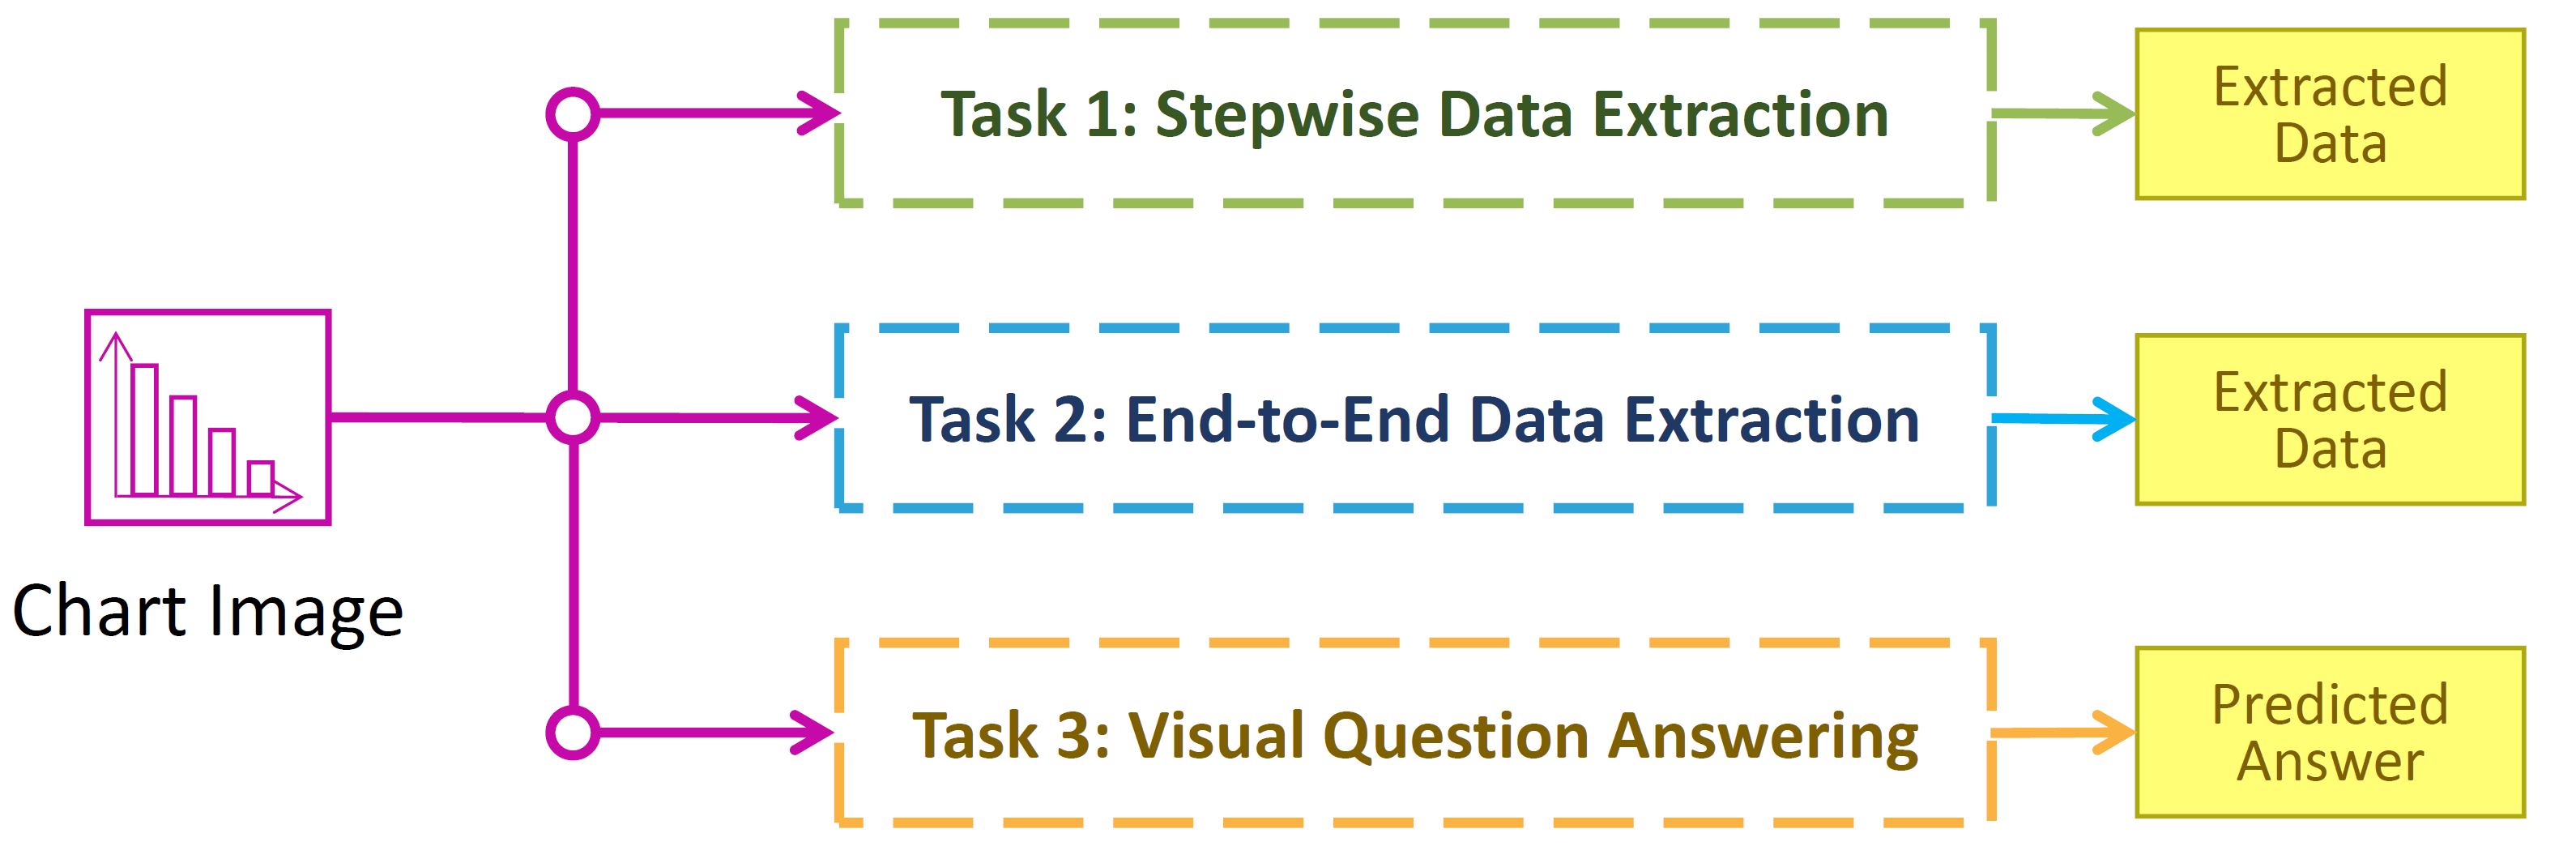 Task 1: Stepwise Data Extraction
Extracted
Data
Chart Image
Task 2: End-to-End Data Extraction
Extracted
Data
Task 3: Visual Question Answering
Predicted
Answer